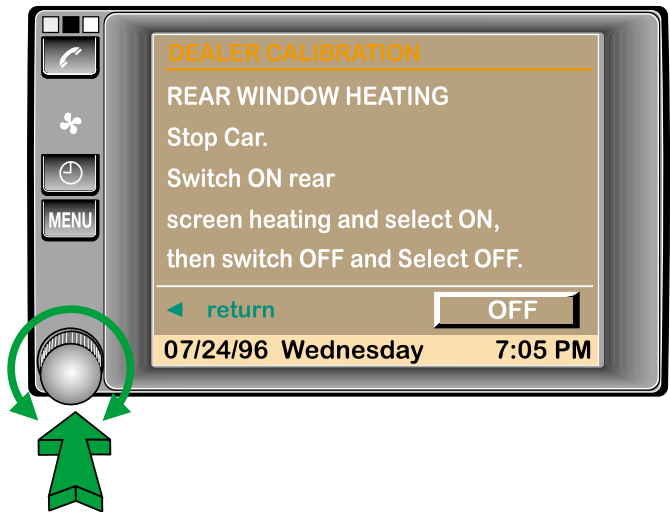 DEALER CALIBRATION
REAR WINDOW HEATING
Stop Car.
Switch ON rear
screen heating and select ON,
then switch OFF and Select OFF.
MENU
◄ return OFF
07/24/96 Wednesday 7:05 PM